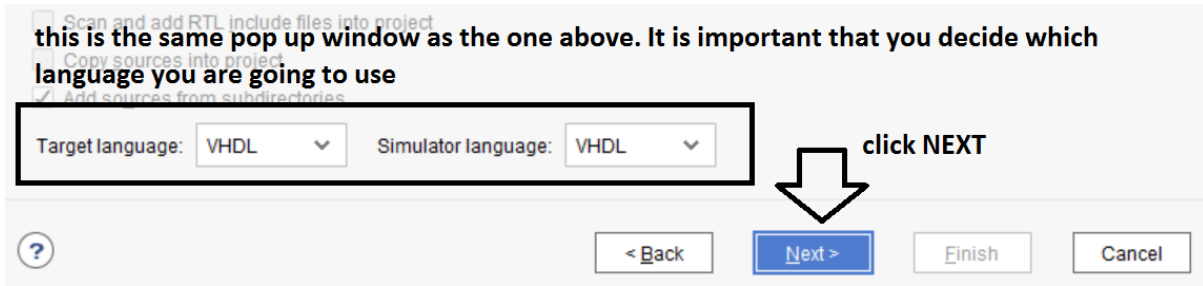 Scan and add RTL include files into project
this is the same pop up window as the one above. It is important that you decide which
Copy sources into project
language you are going to use
Add sources from subdirectories
Target language: VHDL Simulator language: VHDL
click NEXT
? < Back Next > Finish Cancel